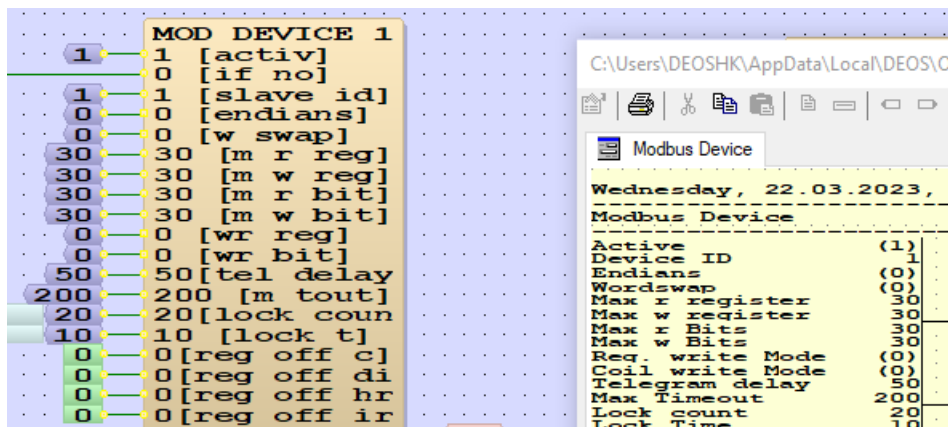 MOD DEVICE 1
1 1 [activ]
0 [if no]
1 1 [slave id]
0 0 [endians]
0 0 [w swap]
30 30 [m r reg]
30 30 [m w reg]
30 30 [m r bit]
30 30 [m w bit]
0 0 [wr reg]
0 0 [wr bit]
50 50[tel delay
200 200 [m tout]
20 20[lock coun
10 10 [lock t]
0 0[reg off c]
0 0[reg off di
0 0[reg off hr
0 0[reg off ir
C:\Users\DEOSHK\AppData\Local\DEOS\O
Modbus Device
Wednesday, 22.03.2023,
Modbus Device
Active (1)
Device ID 1
Endians (0)
Wordswap (0)
Max r register 30
Max w register 30
Max r Bits 30
Max w Bits 30
Reg. write Mode (0)
Coil write Mode (0)
Telegram delay 50
Max Timeout 200
Lock count 20
Lock Time 10